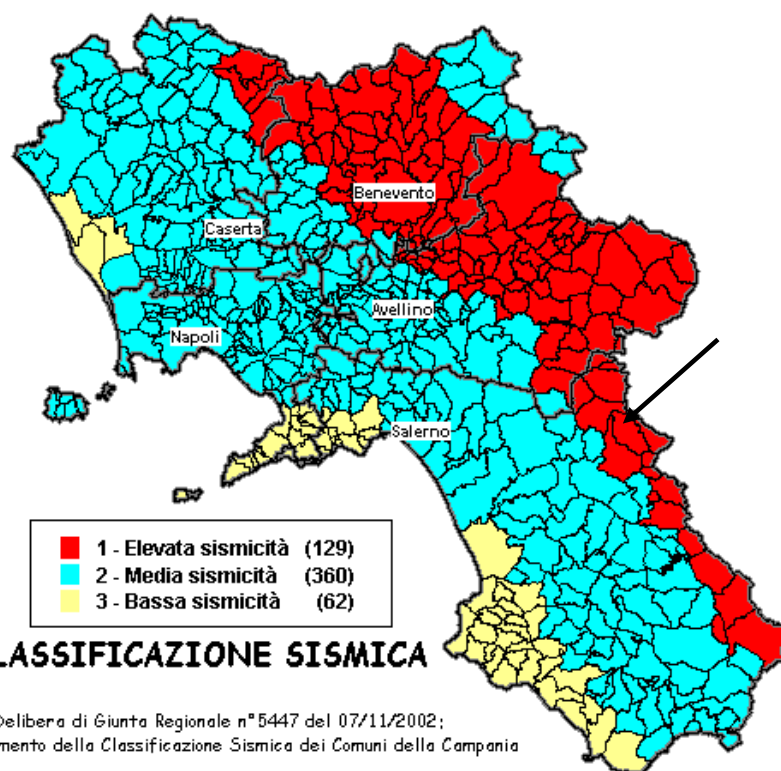 Benevento
Caserta
Avellino
Napoli
Salerno
1 - Elevata sismicità (129)
2 - Media sismicità (360)
3 - Bassa sismicità (62)
LASSIFICAZIONE SISMICA
Delibera di Giunta Regionale n°5447 del 07/11/2002;
mento della Classificazione Sismica dei Comuni della Campania